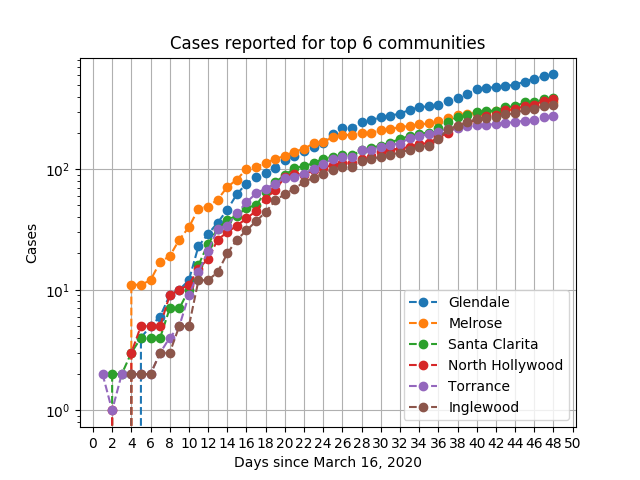 Cases reported for top 6 communities
Cases
10²
10¹
10⁰
Glendale
Melrose
Santa Clarita
North Hollywood
Torrance
Inglewood
0 2 4 6 8 10 12 14 16 18 20 22 24 26 28 30 32 34 36 38 40 42 44 46 48 50
Days since March 16, 2020